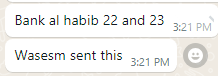 Bank al habib 22 and 23 3:21 PM
Wasesm sent this 3:21 PM